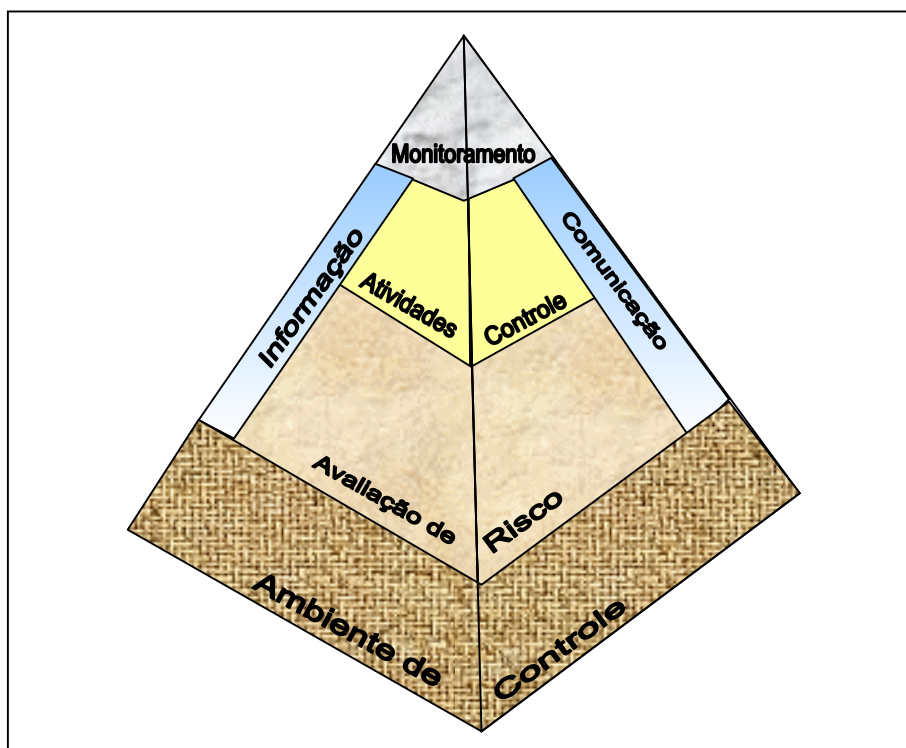 Monitoramento
Informação
Comunicação
Atividades
Controle
Avaliação de
Risco
Ambiente de
Controle